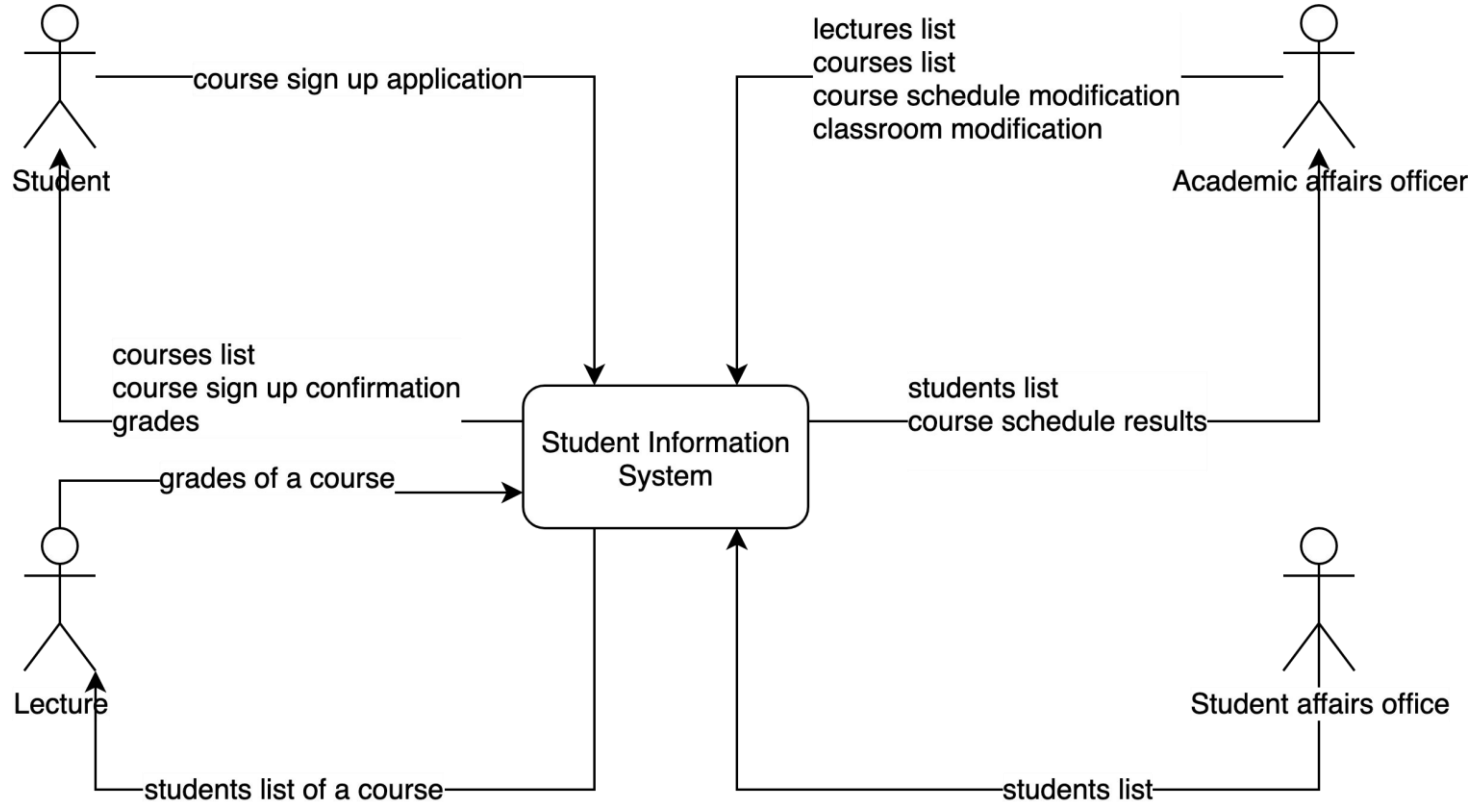 course sign up application
lectures list
courses list
course schedule modification
classroom modification
Student
Academic affairs officer
courses list
course sign up confirmation
grades
students list
course schedule results
Student Information
System
grades of a course
Lecture
Student affairs office
students list of a course
students list